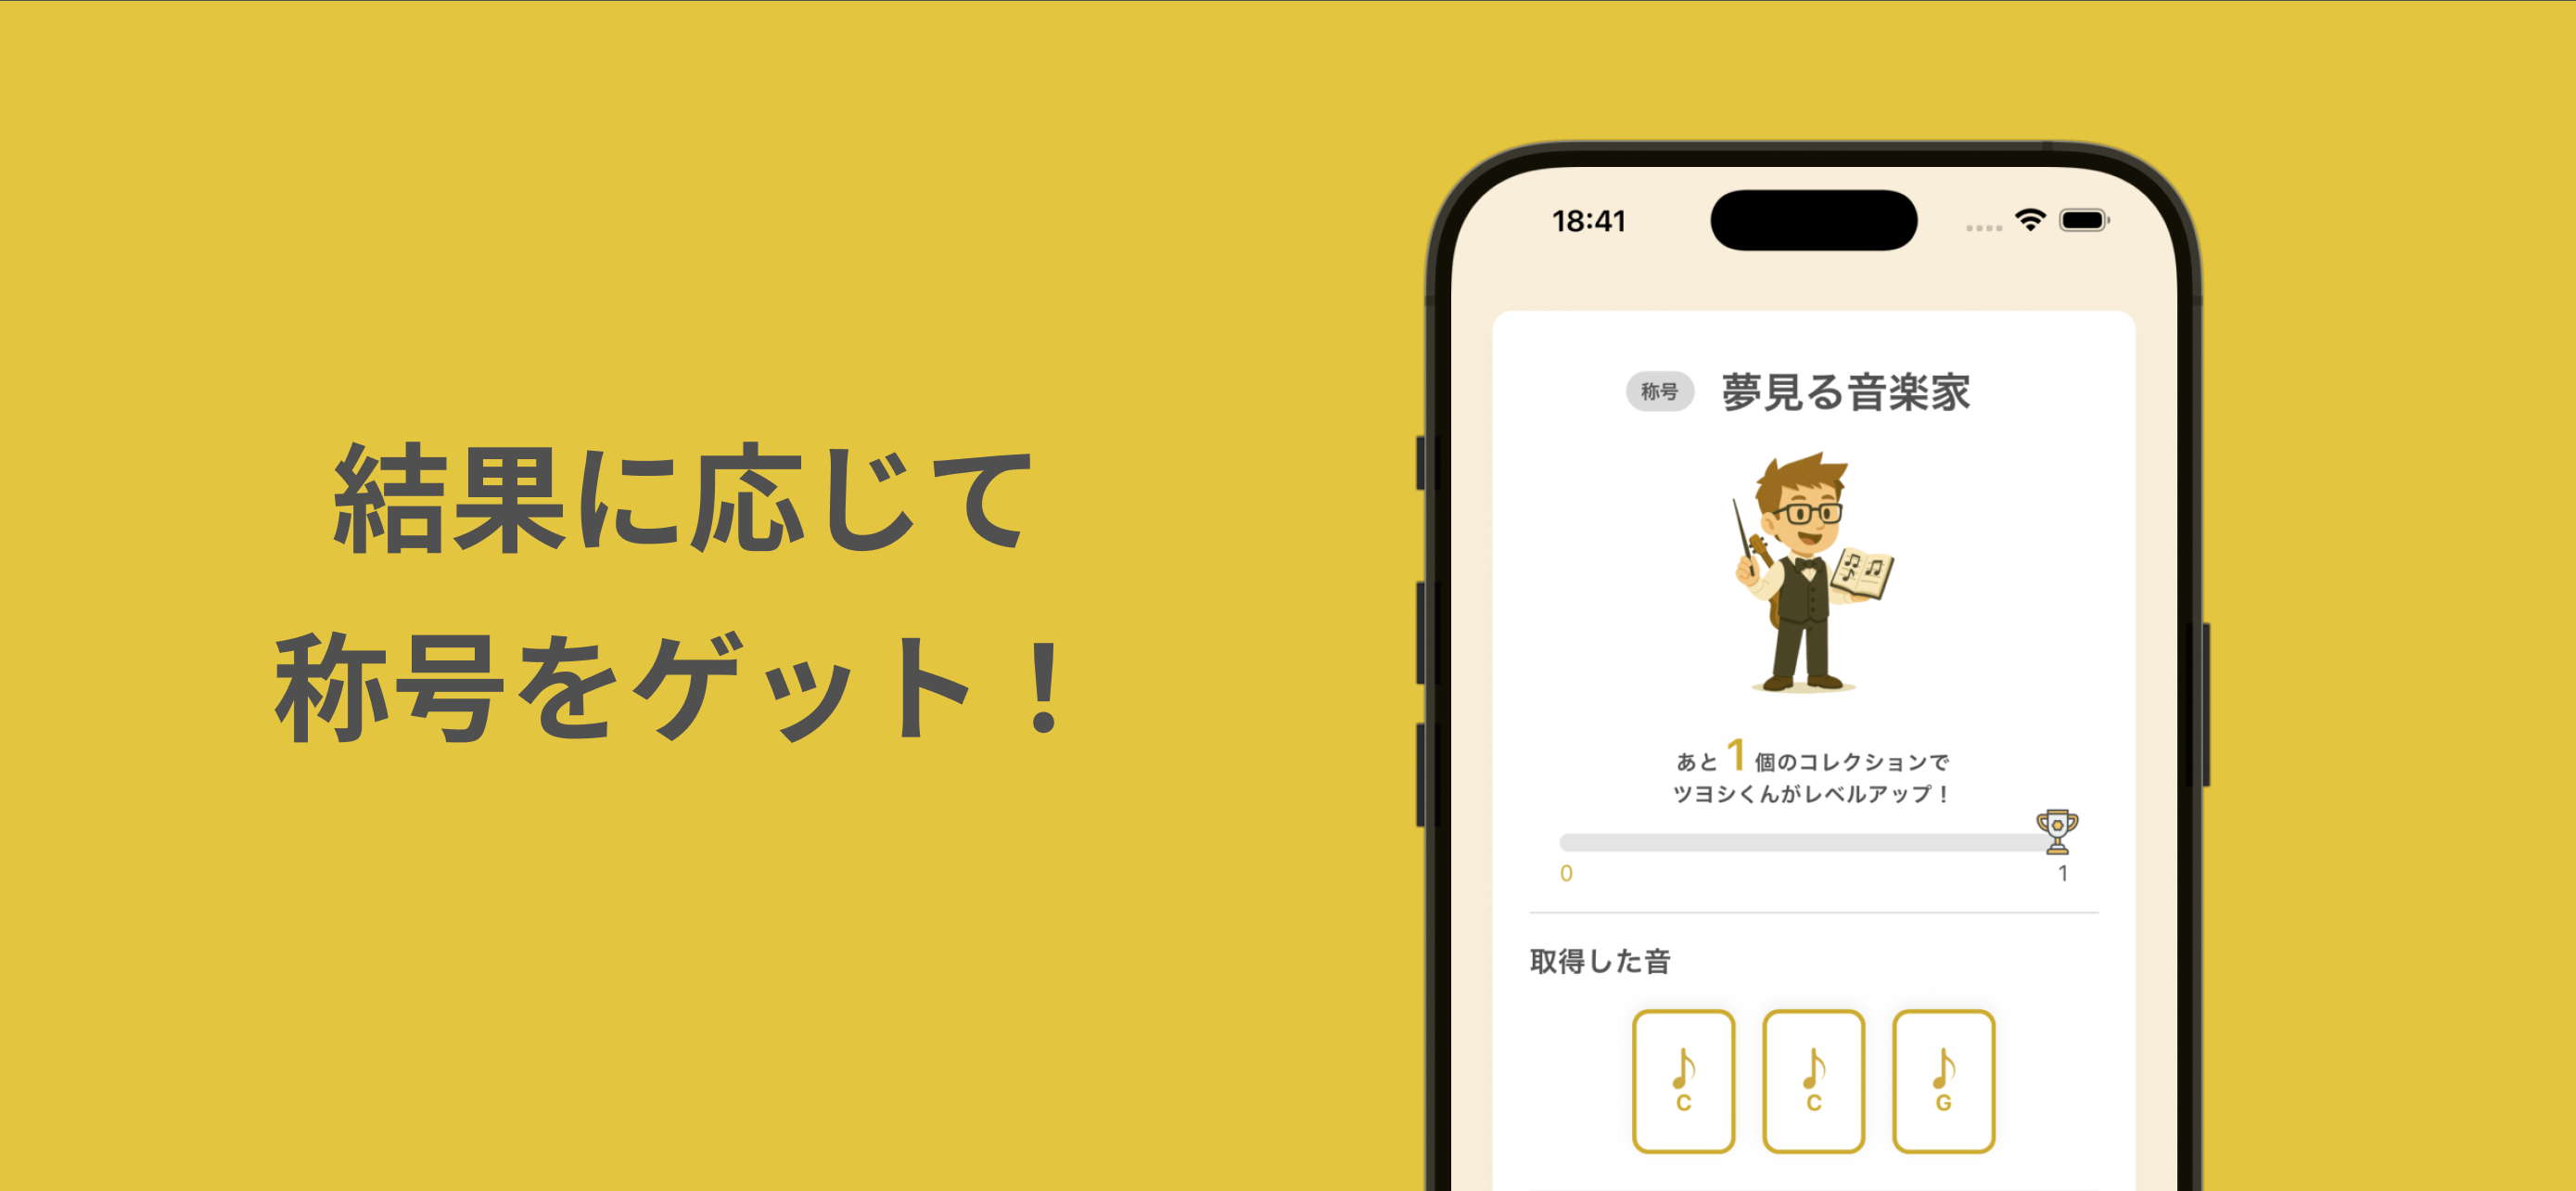 結果に応じて
称号をゲット！
18:41
称号 夢見る音楽家
あと 1 個のコレクションで
ツヨシくんがレベルアップ！
0 1
取得した音
C C G